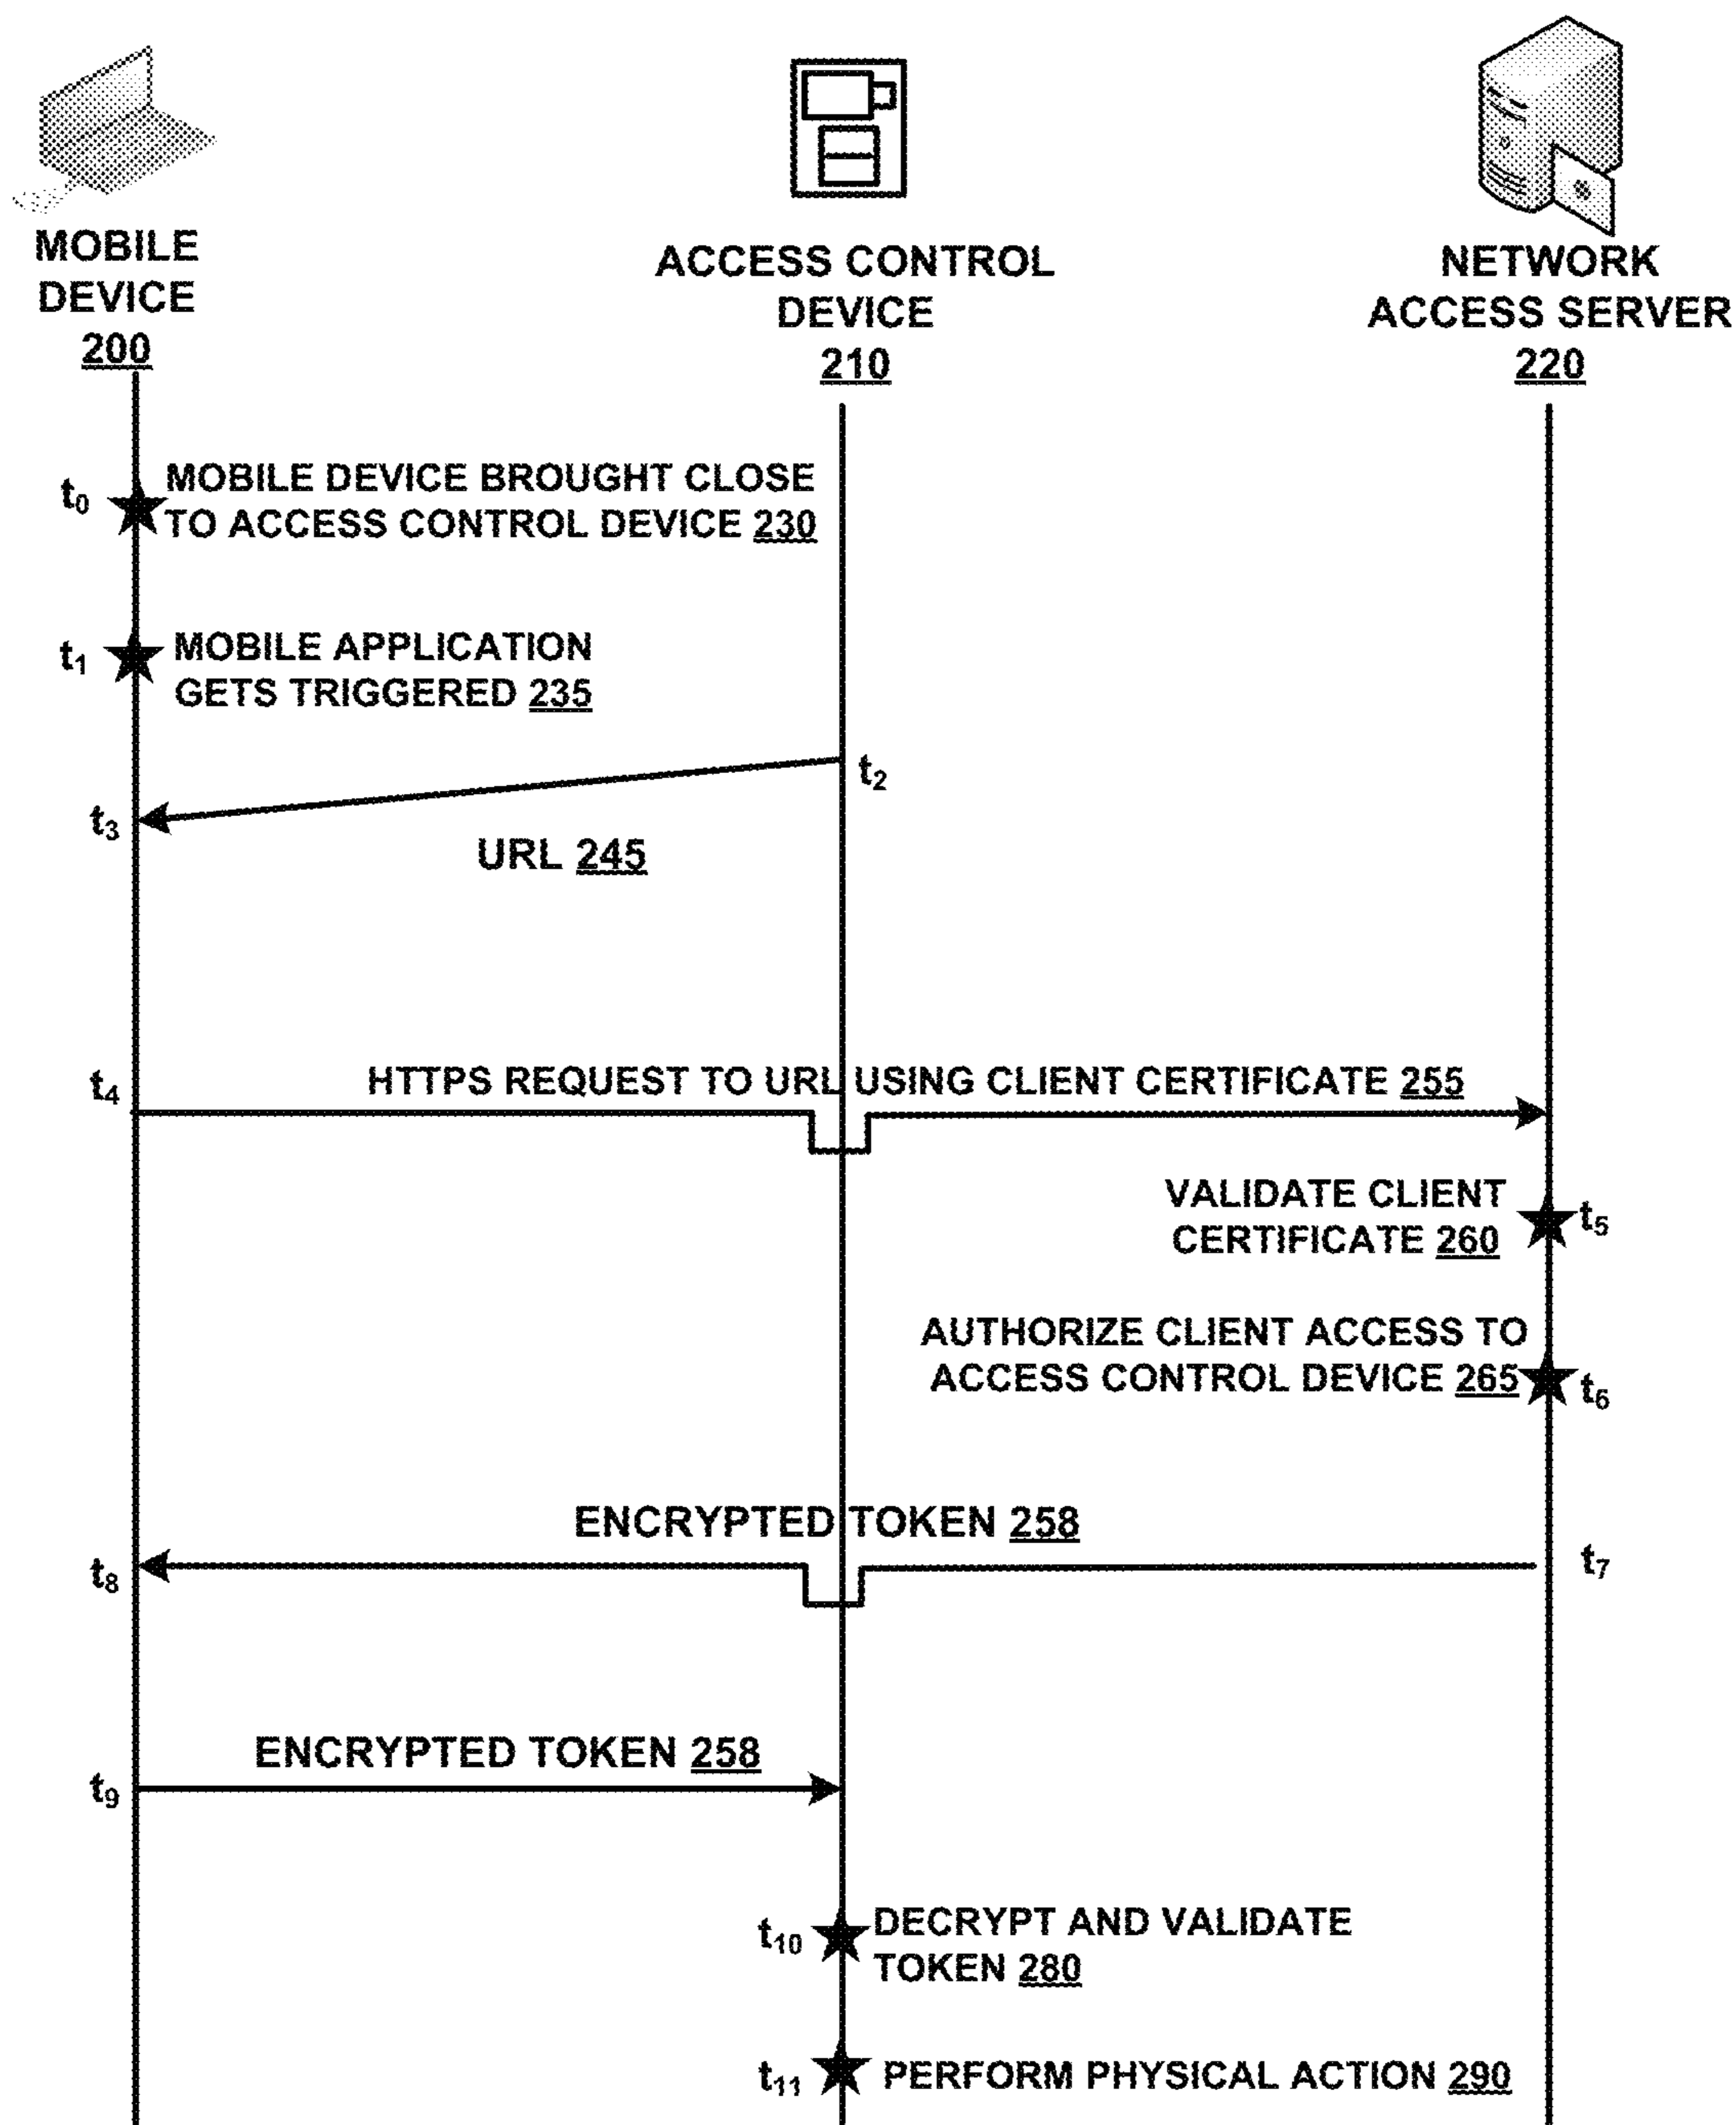 MOBILE
DEVICE
200
ACCESS CONTROL
DEVICE
210
NETWORK
ACCESS SERVER
220
t0
MOBILE DEVICE BROUGHT CLOSE
TO ACCESS CONTROL DEVICE 230
t1
MOBILE APPLICATION
GETS TRIGGERED 235
t2
t3
URL 245
t4
HTTPS REQUEST TO URL USING CLIENT CERTIFICATE 255
VALIDATE CLIENT
CERTIFICATE 260
t5
AUTHORIZE CLIENT ACCESS TO
ACCESS CONTROL DEVICE 265
t6
ENCRYPTED TOKEN 258
t8
t7
ENCRYPTED TOKEN 258
t9
t10
DECRYPT AND VALIDATE
TOKEN 280
t11
PERFORM PHYSICAL ACTION 290